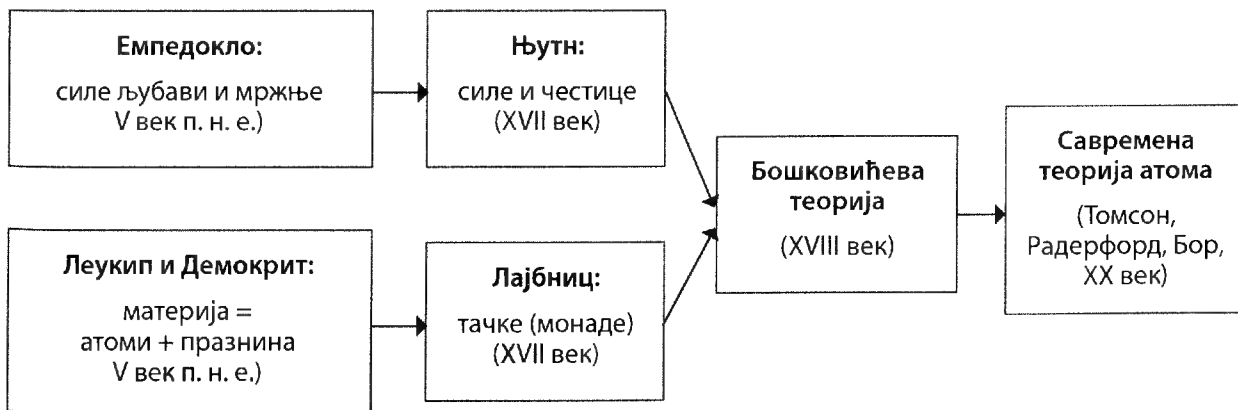 Емпедокло:
силе љубави и мржње
V век п. н. е.)
Њутн:
силе и честице
(XVII век)
Леукип и Демокрит:
материја =
атоми + празнина
V век п. н. е.)
Лајбниц:
тачке (монаде)
(XVII век)
Бошковићева
теорија
(XVIII век)
Савремена
теорија атома
(Томсон,
Радерфорд, Бор,
XX век)